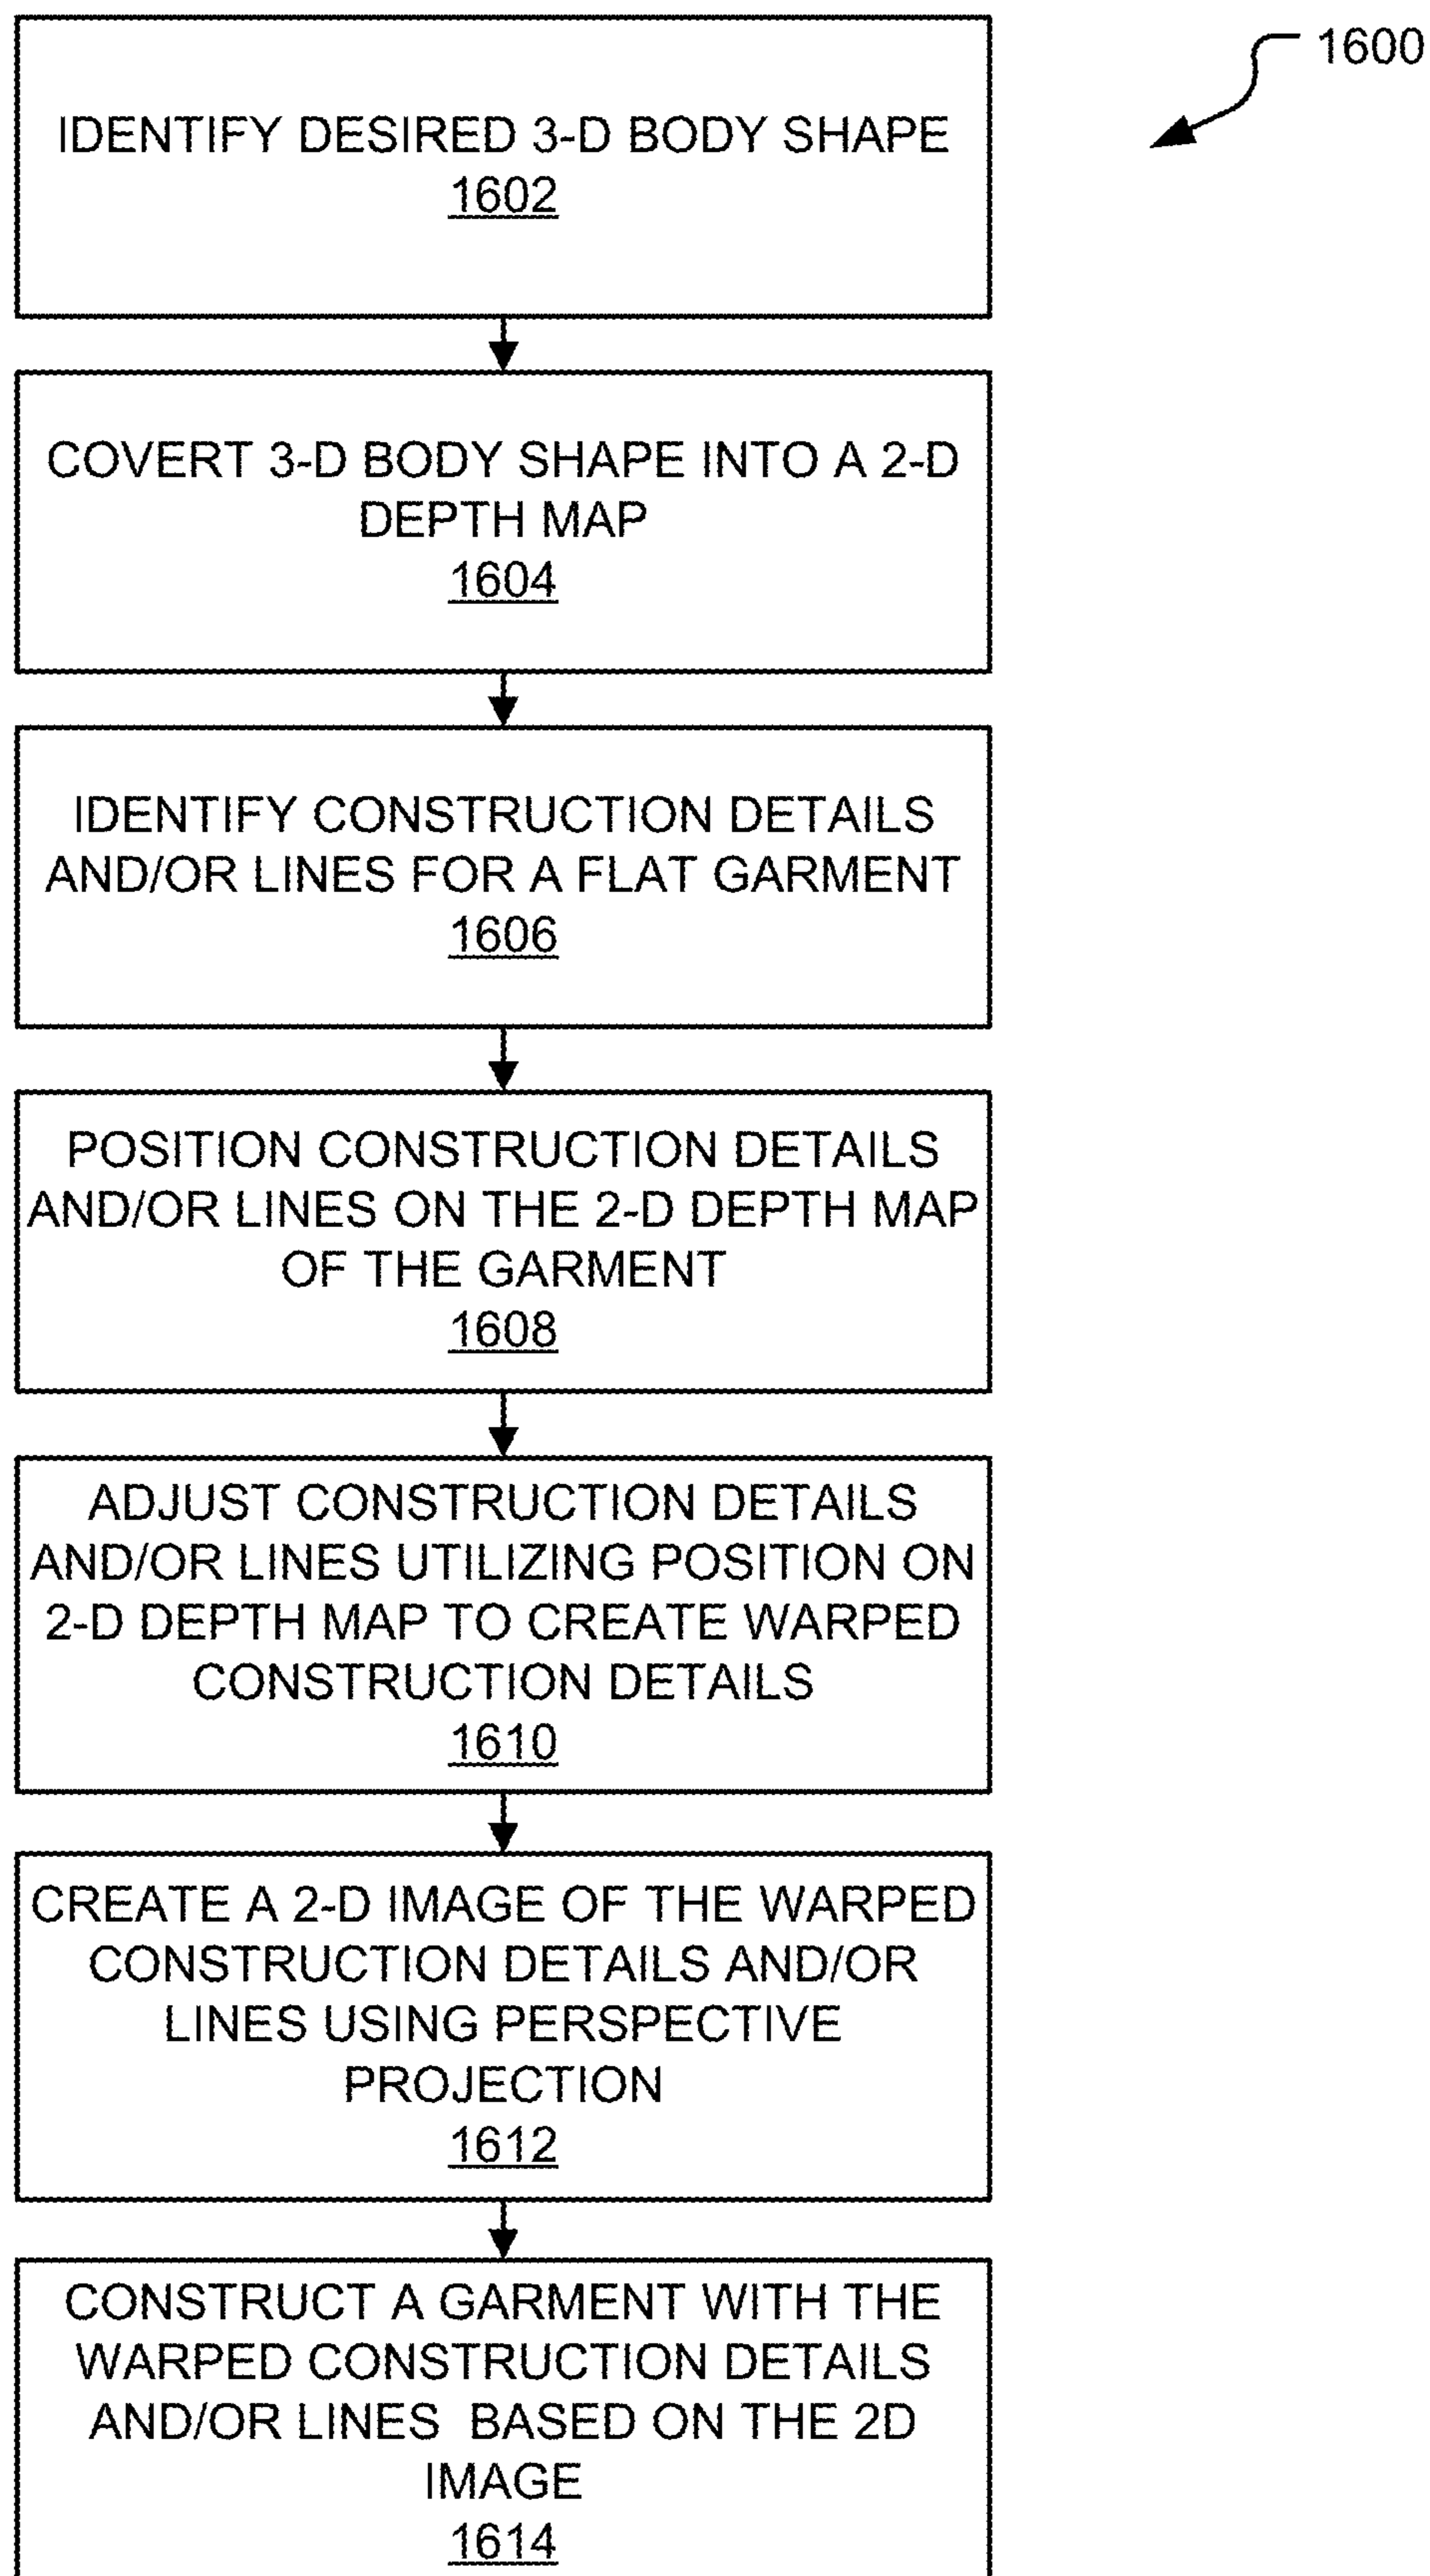 1600
IDENTIFY DESIRED 3-D BODY SHAPE
1602
COVERT 3-D BODY SHAPE INTO A 2-D
DEPTH MAP
1604
IDENTIFY CONSTRUCTION DETAILS
AND/OR LINES FOR A FLAT GARMENT
1606
POSITION CONSTRUCTION DETAILS
AND/OR LINES ON THE 2-D DEPTH MAP
OF THE GARMENT
1608
ADJUST CONSTRUCTION DETAILS
AND/OR LINES UTILIZING POSITION ON
2-D DEPTH MAP TO CREATE WARPED
CONSTRUCTION DETAILS
1610
CREATE A 2-D IMAGE OF THE WARPED
CONSTRUCTION DETAILS AND/OR
LINES USING PERSPECTIVE
PROJECTION
1612
CONSTRUCT A GARMENT WITH THE
WARPED CONSTRUCTION DETAILS
AND/OR LINES BASED ON THE 2D
IMAGE
1614